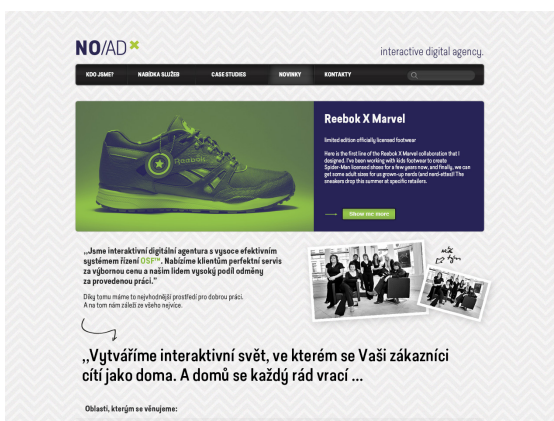 NO/AD
interactive digital agency.
KDO JSME?
NABÍDKA SLUŽEB
CASE STUDIES
NOVINKY
KONTAKTY
Reebok X Marvel
limited edition officially licensed footwear
Here is the first line of the Reebok X Marvel collaboration that I
designed. I've been working with kids footwear to create
Spider-Man licensed shoes for a few years now, and finally, we can
get some adult sizes for us grown-up nerds (and nerd-ettes)! The
sneakers drop this summer at specific retailers.
Show me more
Reebok
„Jsme interaktivní digitální agentura s vysoce efektivním
systémem řízení OSF™. Nabízíme klientům perfektní servis
za výbornou cenu a našim lidem vysoký podíl odměny
za provedenou práci."
Díky tomu máme to nejvhodnější prostředí pro dobrou práci.
A na tom nám záleží ze všeho nejvíce.
náš
tým
„Vytváříme interaktivní svět, ve kterém se Vaši zákazníci
cítí jako doma. A domů se každý rád vrací ...
Oblasti, kterým se věnujeme: